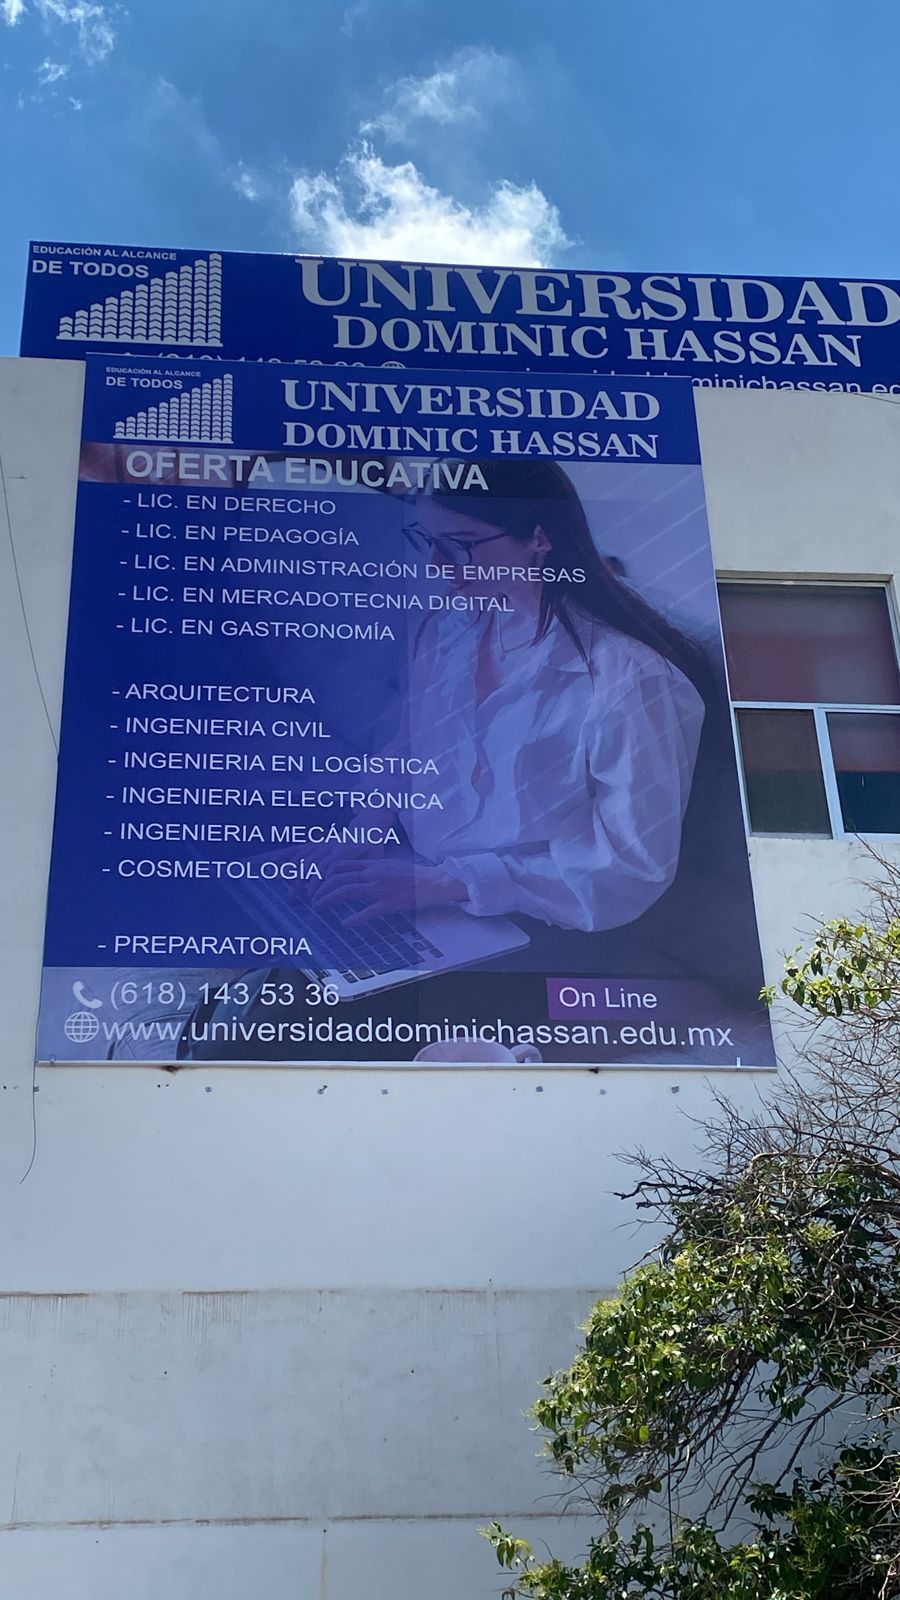 EDUCACIÓN AL ALCANCE
DE TODOS
UNIVERSIDAD
DOMINIC HASSAN
EDUCACIÓN AL ALCANCE
DE TODOS
UNIVERSIDAD
DOMINIC HASSAN
OFERTA EDUCATIVA
- LIC. EN DERECHO
- LIC. EN PEDAGOGÍA
- LIC. EN ADMINISTRACIÓN DE EMPRESAS
- LIC. EN MERCADOTECNIA DIGITAL
- LIC. EN GASTRONOMÍA
- ARQUITECTURA
- INGENIERIA CIVIL
- INGENIERIA EN LOGÍSTICA
- INGENIERIA ELECTRÓNICA
- INGENIERIA MECÁNICA
- COSMETOLOGÍA
- PREPARATORIA
(618) 143 53 36
On Line
www.universidaddominichassan.edu.mx